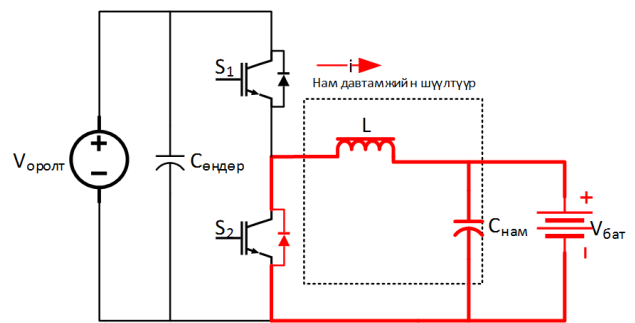 S1
i
Нам давтамжийн шүүлтүүр
L
Vоролт
Cөндөр
S2
Cнам
Vбат